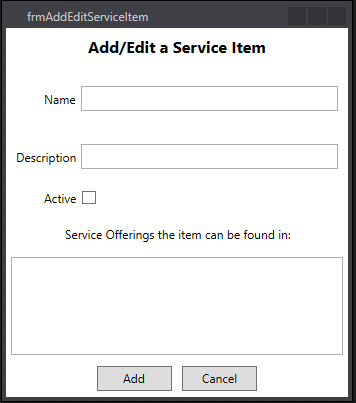 frmAddEditServiceItem
Add/Edit a Service Item
Name
Description
Active
Service Offerings the item can be found in:
Add Cancel